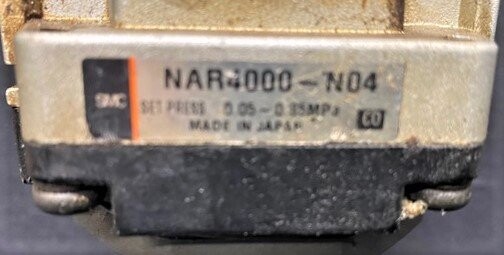 NAR4000-N04
SMC
SET PRESS 0.05~0.85MPa
MADE IN JAPAN